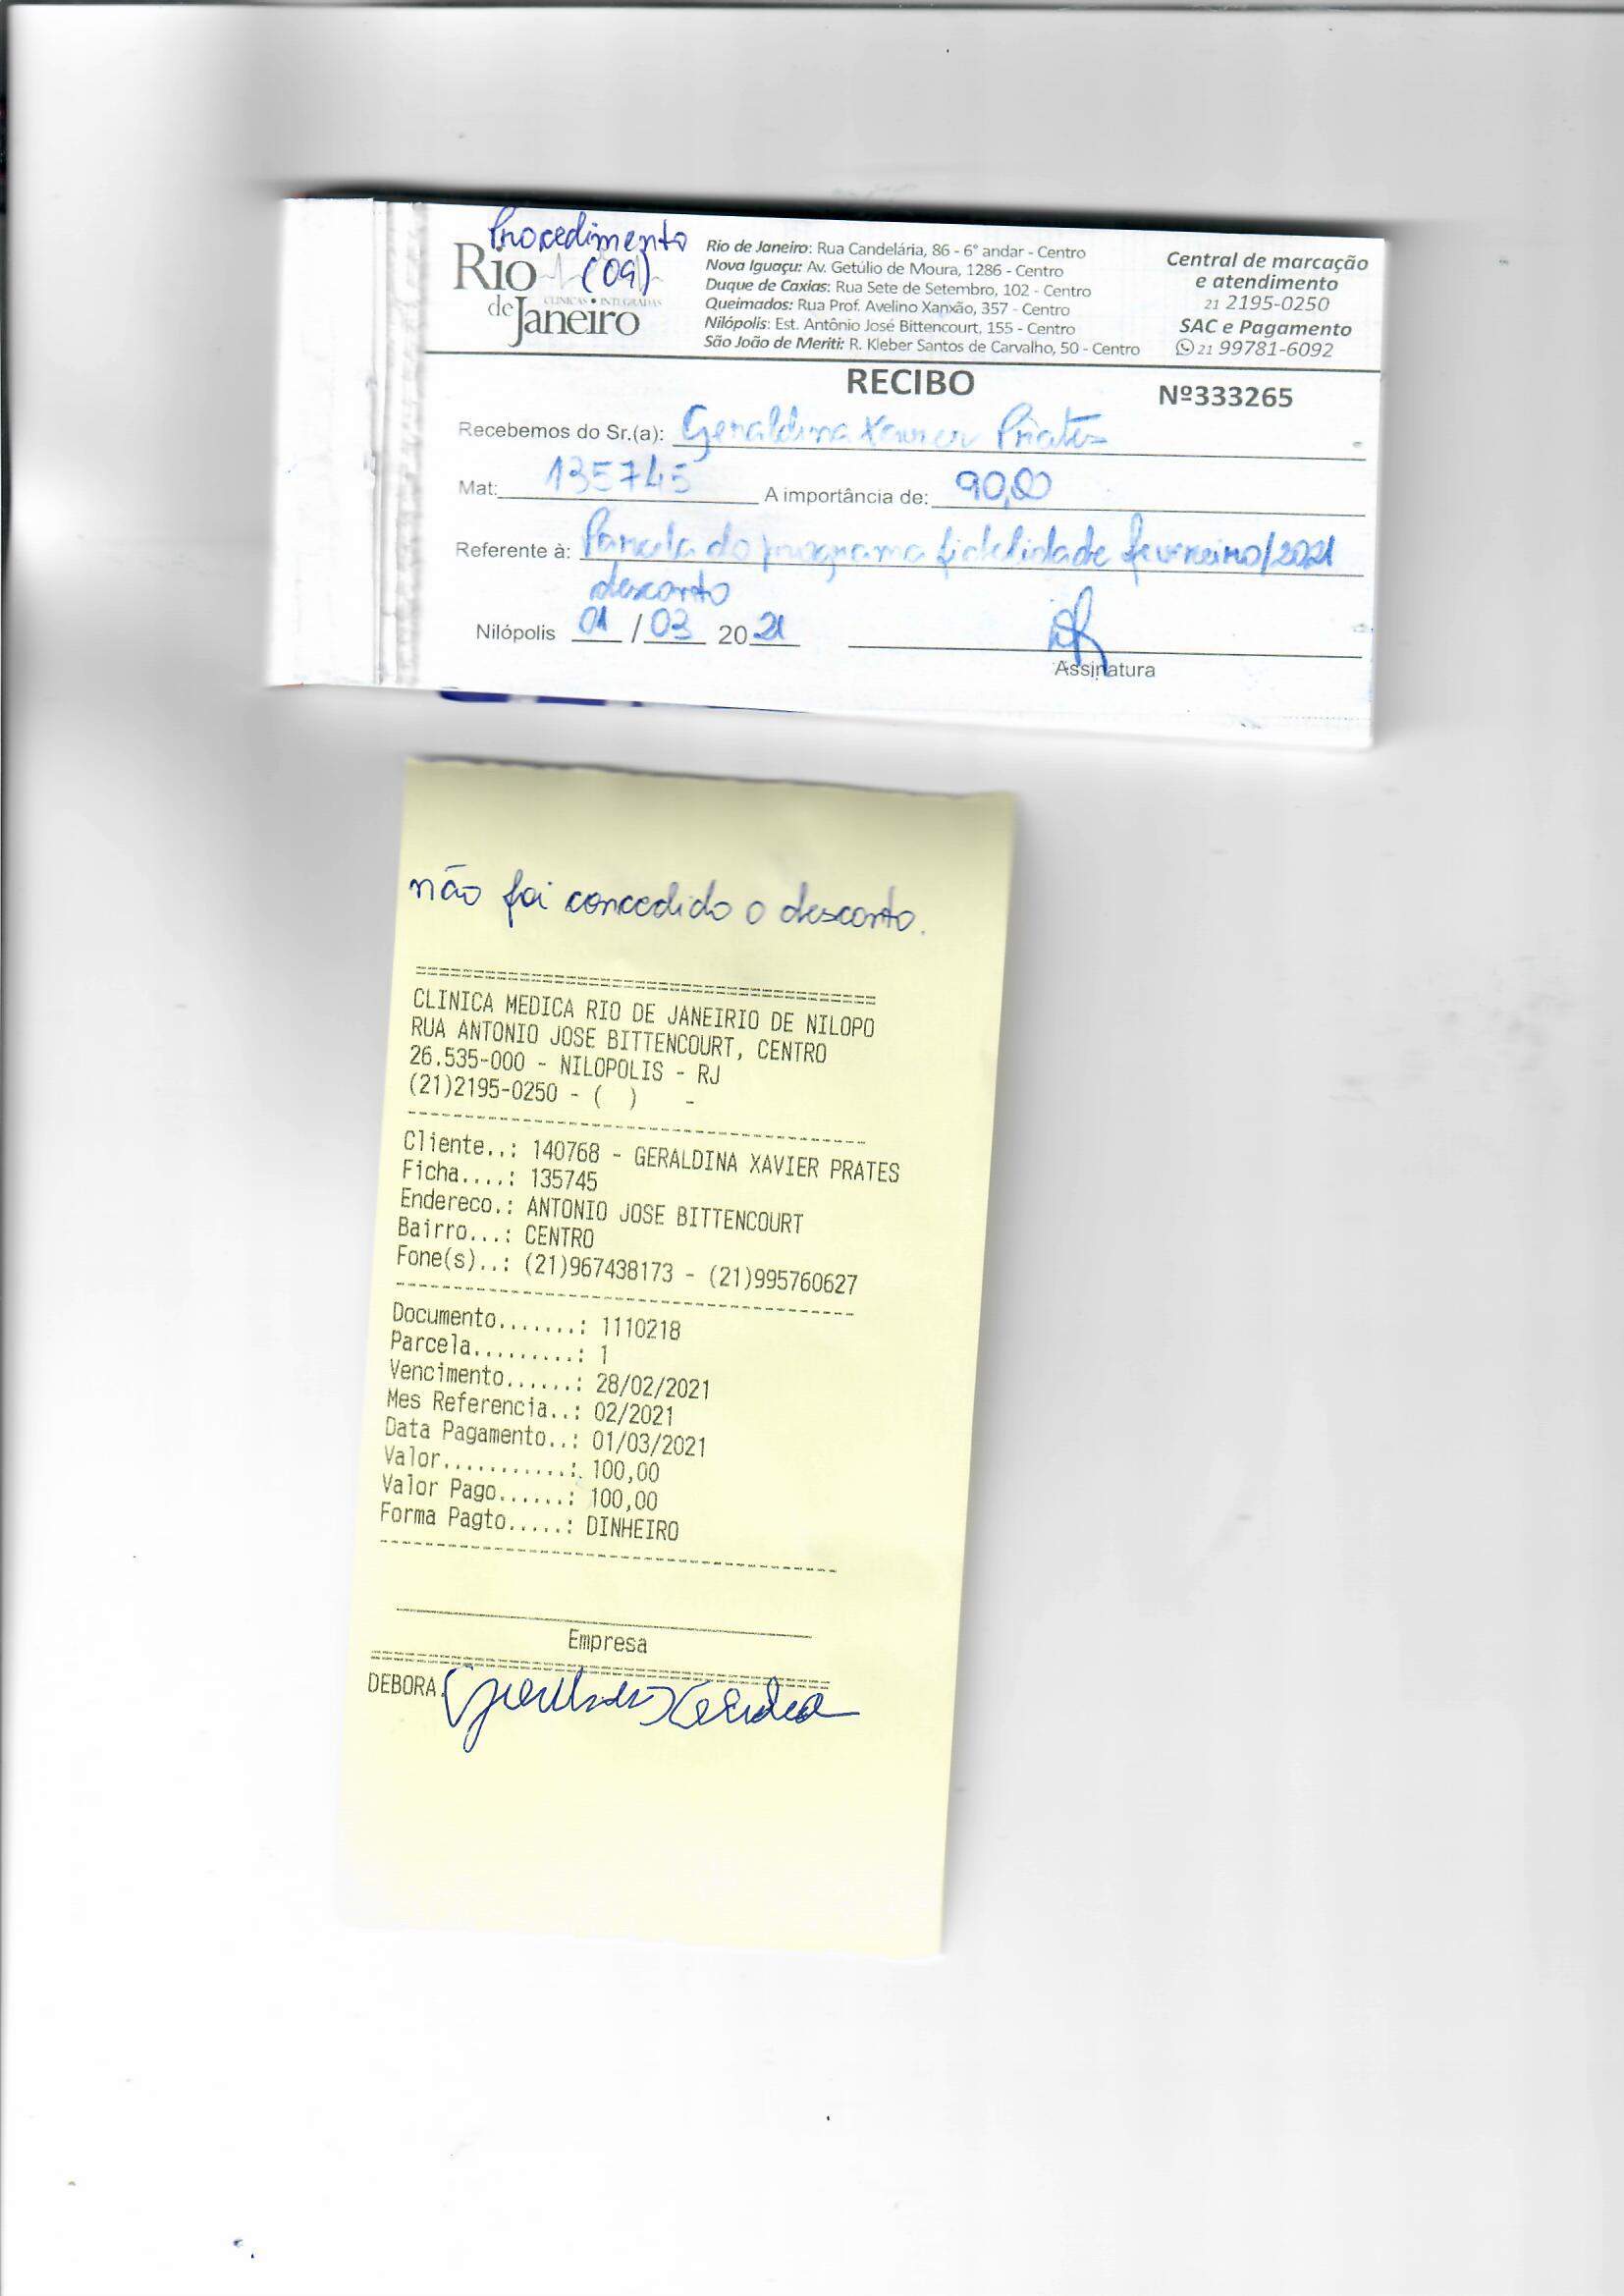 Procedimento
(09)
Rio
de Janeiro
CLÍNICAS • INTEGRADAS
Rio de Janeiro: Rua Candelária, 86 - 6° andar - Centro
Nova Iguaçu: Av. Getúlio de Moura, 1286 - Centro
Duque de Caxias: Rua Sete de Setembro, 102 - Centro
Queimados: Rua Prof. Avelino Xanxão, 357 - Centro
Nilópolis: Est. Antônio José Bittencourt, 155 - Centro
São João de Meriti: R. Kleber Santos de Carvalho, 50 - Centro
Central de marcação
e atendimento
21 2195-0250
SAC e Pagamento
21 99781-6092
RECIBO
Nº333265
Recebemos do Sr.(a): Geraldina Xavier Prates
Mat: 135745 A importância de: 90,00
Referente à: Parcela do programa fidelidade fevereiro/2021
desconto
Nilópolis 01 / 03 2021
Assinatura
não foi concedido o desconto.
CLINICA MEDICA RIO DE JANEIRIO DE NILOPO
RUA ANTONIO JOSE BITTENCOURT, CENTRO
26.535-000 - NILOPOLIS - RJ
(21)2195-0250 - ( ) -
Cliente..: 140768 - GERALDINA XAVIER PRATES
Ficha....: 135745
Endereco.: ANTONIO JOSE BITTENCOURT
Bairro...: CENTRO
Fone(s)..: (21)967438173 - (21)995760627
Documento.......: 1110218
Parcela.........: 1
Vencimento......: 28/02/2021
Mes Referencia..: 02/2021
Data Pagamento..: 01/03/2021
Valor...........: 100,00
Valor Pago......: 100,00
Forma Pagto.....: DINHEIRO
Empresa
DEBORA